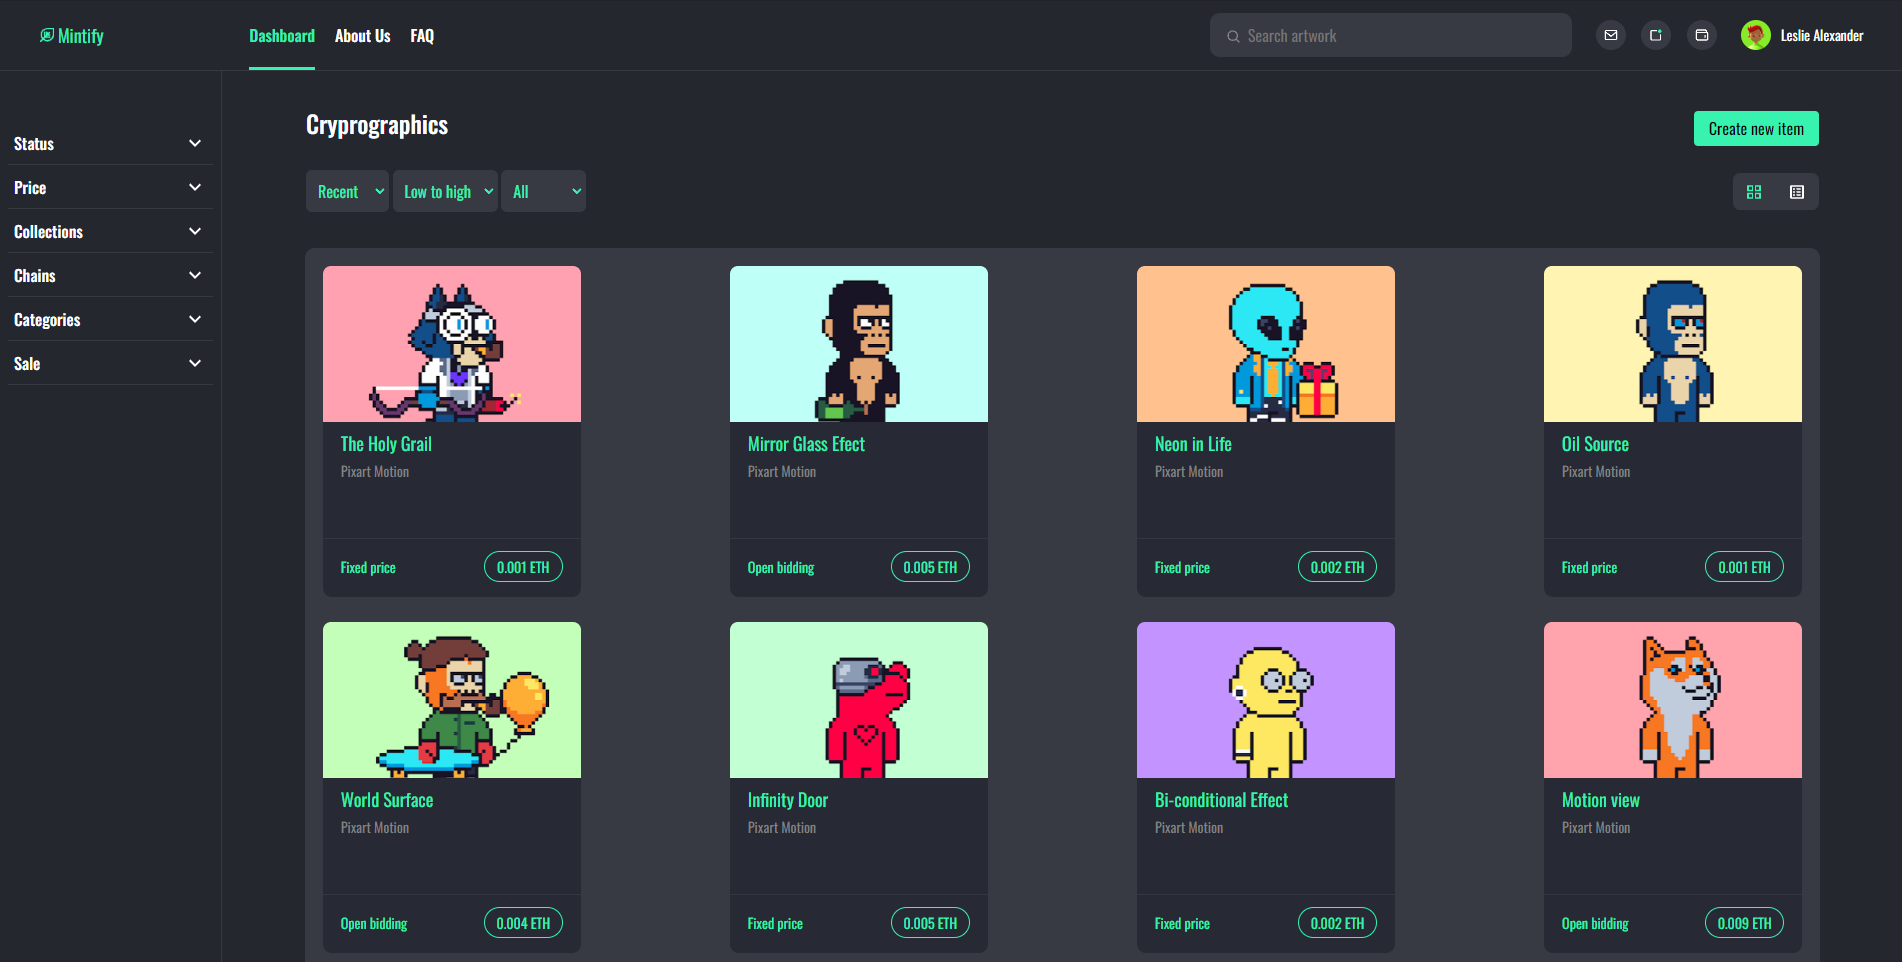 Mintify
Dashboard About Us FAQ
Search artwork
Leslie Alexander
Status
Price
Collections
Chains
Categories
Sale
Cryprographics
Create new item
Recent Low to high All
The Holy Grail
Pixart Motion
Fixed price 0.001 ETH
Mirror Glass Efect
Pixart Motion
Open bidding 0.005 ETH
Neon in Life
Pixart Motion
Fixed price 0.002 ETH
Oil Source
Pixart Motion
Fixed price 0.001 ETH
World Surface
Pixart Motion
Open bidding 0.004 ETH
Infinity Door
Pixart Motion
Fixed price 0.005 ETH
Bi-conditional Effect
Pixart Motion
Fixed price 0.002 ETH
Motion view
Pixart Motion
Open bidding 0.009 ETH